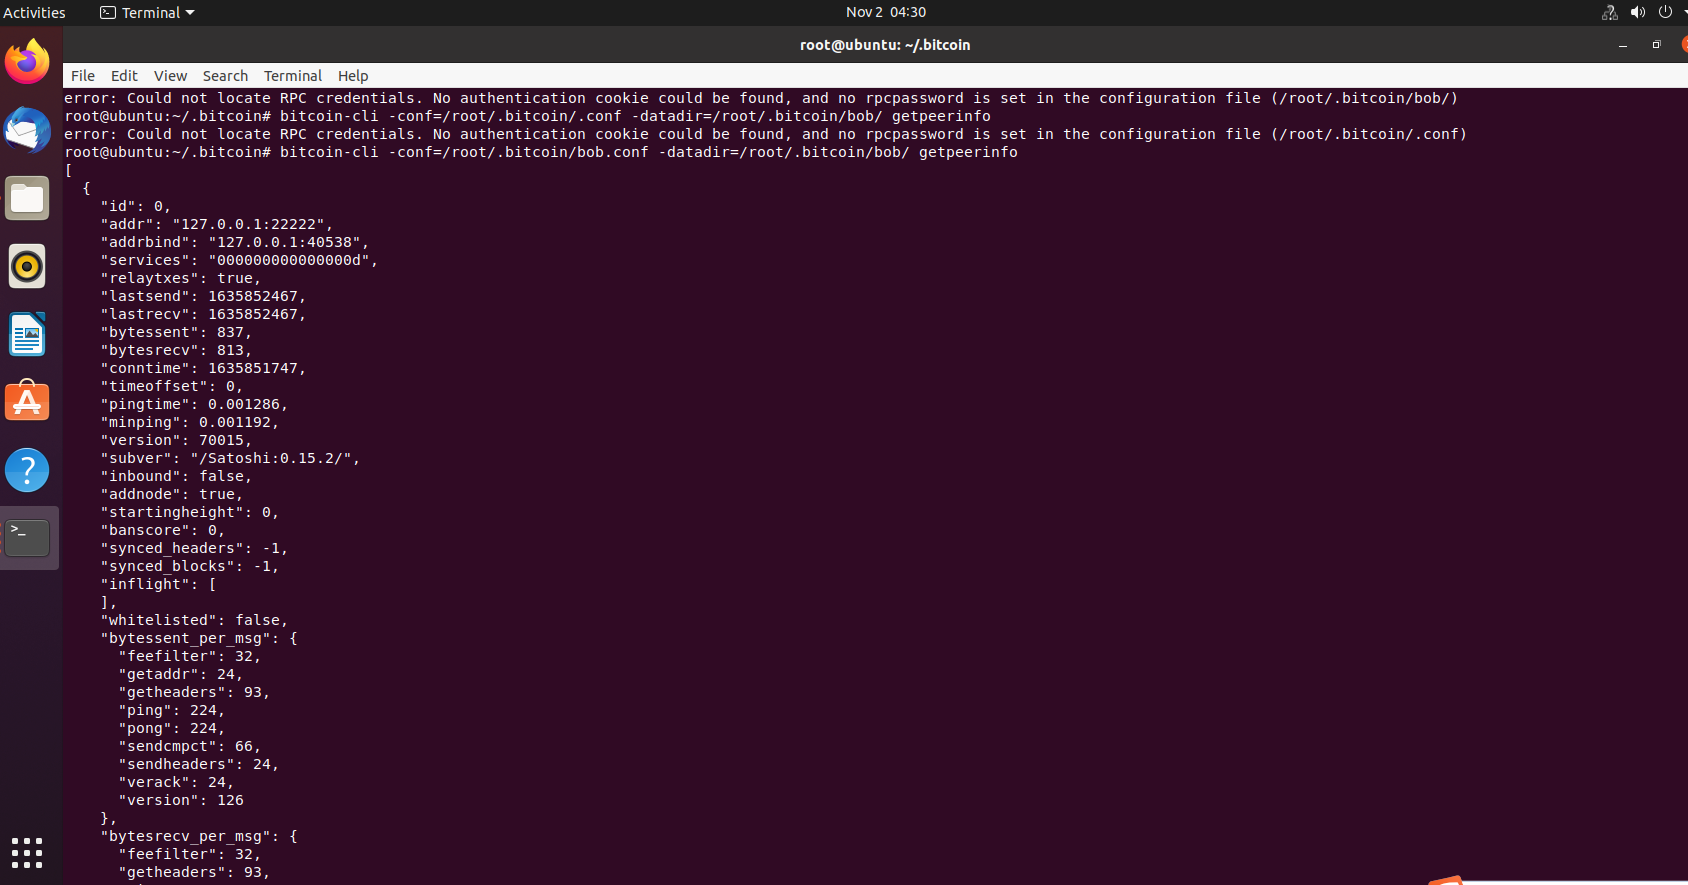 Activities
Terminal
Nov 2 04:30
root@ubuntu: ~/.bitcoin
File Edit View Search Terminal Help
error: Could not locate RPC credentials. No authentication cookie could be found, and no rpcpassword is set in the configuration file (/root/.bitcoin/bob/)
root@ubuntu:~/.bitcoin# bitcoin-cli -conf=/root/.bitcoin/.conf -datadir=/root/.bitcoin/bob/ getpeerinfo
error: Could not locate RPC credentials. No authentication cookie could be found, and no rpcpassword is set in the configuration file (/root/.bitcoin/.conf)
root@ubuntu:~/.bitcoin# bitcoin-cli -conf=/root/.bitcoin/bob.conf -datadir=/root/.bitcoin/bob/ getpeerinfo
[
  {
    "id": 0,
    "addr": "127.0.0.1:22222",
    "addrbind": "127.0.0.1:40538",
    "services": "000000000000000d",
    "relaytxes": true,
    "lastsend": 1635852467,
    "lastrecv": 1635852467,
    "bytessent": 837,
    "bytesrecv": 813,
    "conntime": 1635851747,
    "timeoffset": 0,
    "pingtime": 0.001286,
    "minping": 0.001192,
    "version": 70015,
    "subver": "/Satoshi:0.15.2/",
    "inbound": false,
    "addnode": true,
    "startingheight": 0,
    "banscore": 0,
    "synced_headers": -1,
    "synced_blocks": -1,
    "inflight": [
    ],
    "whitelisted": false,
    "bytessent_per_msg": {
      "feefilter": 32,
      "getaddr": 24,
      "getheaders": 93,
      "ping": 224,
      "pong": 224,
      "sendcmpct": 66,
      "sendheaders": 24,
      "verack": 24,
      "version": 126
    },
    "bytesrecv_per_msg": {
      "feefilter": 32,
      "getheaders": 93,